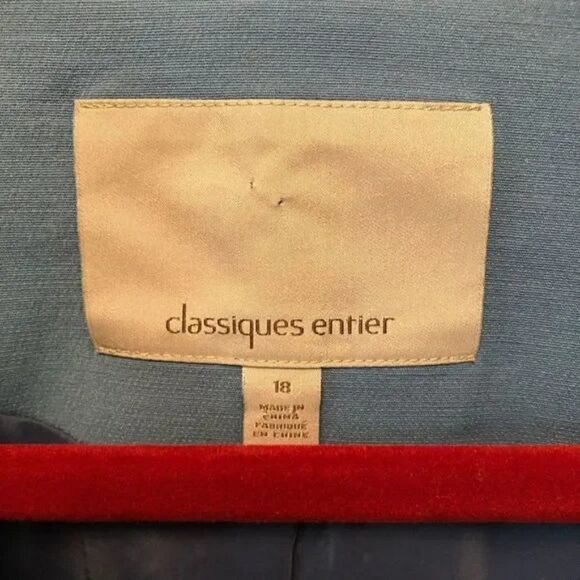 classiques entier
18
MADE IN
CHINA
FABRIQUÉ
EN CHINE